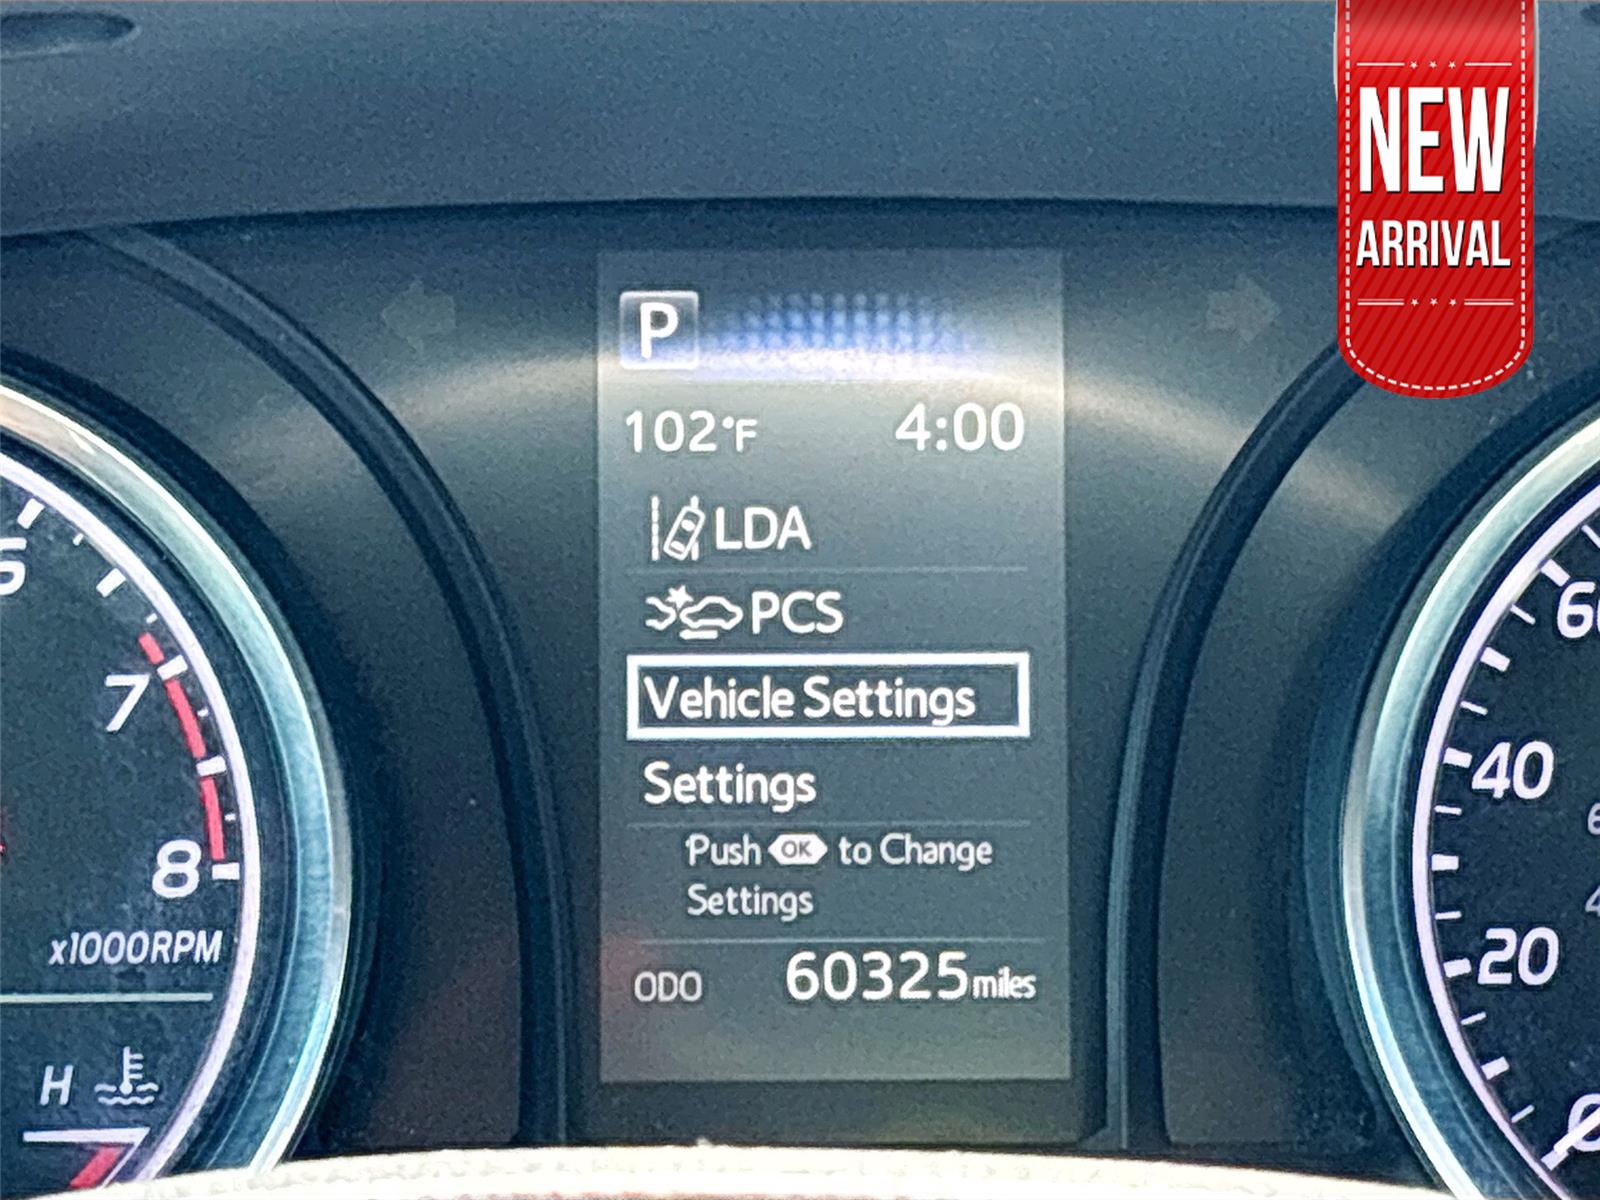 NEW
ARRIVAL
P
102°F 4:00
LDA
PCS
Vehicle Settings
Settings
Push OK to Change
Settings
ODO 60325 miles
7
8
x1000RPM
H
40
20